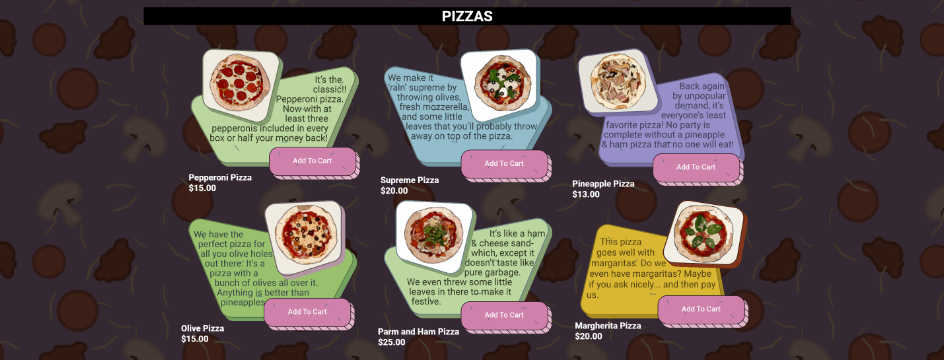 PIZZAS
It's the
classic!!
Pepperoni pizza.
Now with at
least three
pepperonis included in every
box or half your money back!
Add To Cart
Pepperoni Pizza
$15.00
We make it
'rain' supreme by
throwing olives,
fresh mozzerella,
and some little
leaves that you'll probably throw
away on top of the pizza.
Add To Cart
Supreme Pizza
$20.00
Back again
by unpopular
demand, it's
everyone's least
favorite pizza! No party is
complete without a pineapple
& ham pizza that no one will eat!
Add To Cart
Pineapple Pizza
$13.00
We have the
perfect pizza for
all you olive holes
out there: It's a
pizza with a
bunch of olives all over it.
Anything is better than
pineapples
Add To Cart
Olive Pizza
$15.00
It's like a ham
& cheese sand-
which, except it
doesn't taste like
pure garbage.
We even threw some little
leaves in there to make it
festive.
Add To Cart
Parm and Ham Pizza
$25.00
This pizza
goes well with
margaritas. Do we
even have margaritas? Maybe
if you ask nicely... and then pay
us.
Add To Cart
Margherita Pizza
$20.00